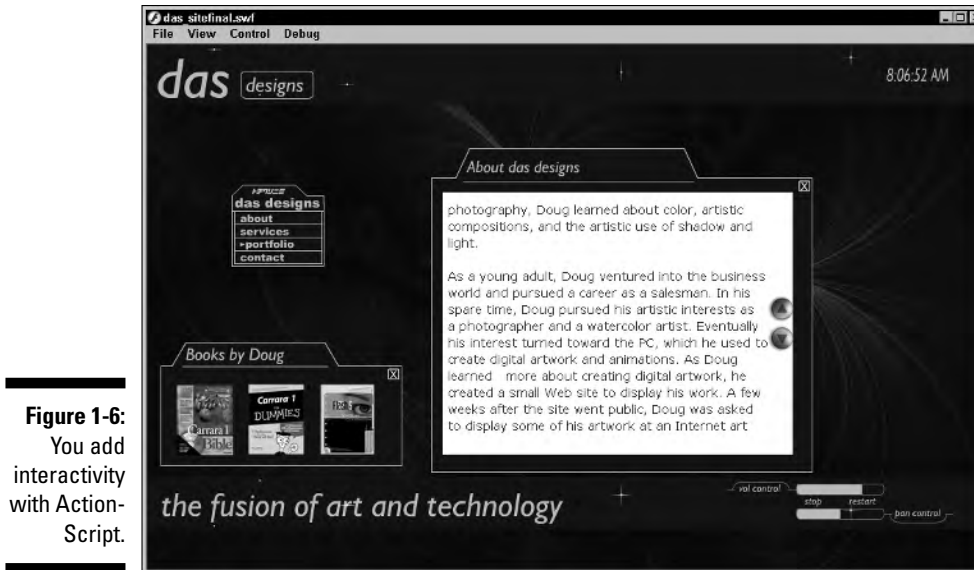 das_sitefinal.swf
File View Control Debug
das designs
8:06:52 AM
das designs
about
services
portfolio
contact
About das designs
X
photography, Doug learned about color, artistic
compositions, and the artistic use of shadow and
light.
As a young adult, Doug ventured into the business
world and pursued a career as a salesman. In his
spare time, Doug pursued his artistic interests as
a photographer and a watercolor artist. Eventually
his interest turned toward the PC, which he used to
create digital artwork and animations. As Doug
learned more about creating digital artwork, he
created a small Web site to display his work. A few
weeks after the site went public, Doug was asked
to display some of his artwork at an Internet art
Books by Doug
X
Carrara 1
Bible
Carrara 1
DUMMIES
the fusion of art and technology
vol control
stop restart
pan control
Figure 1-6:
You add
interactivity
with Action-
Script.